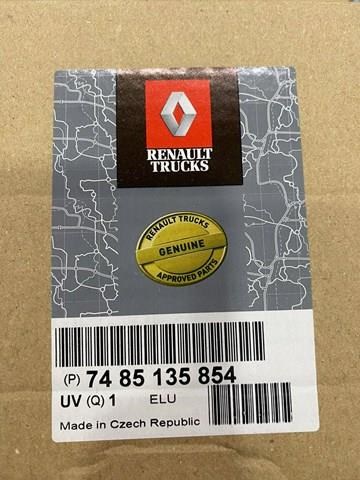 RENAULT
TRUCKS
RENAULT TRUCKS
GENUINE
APPROVED PARTS
(P) 74 85 135 854
UV (Q) 1 ELU
Made in Czech Republic